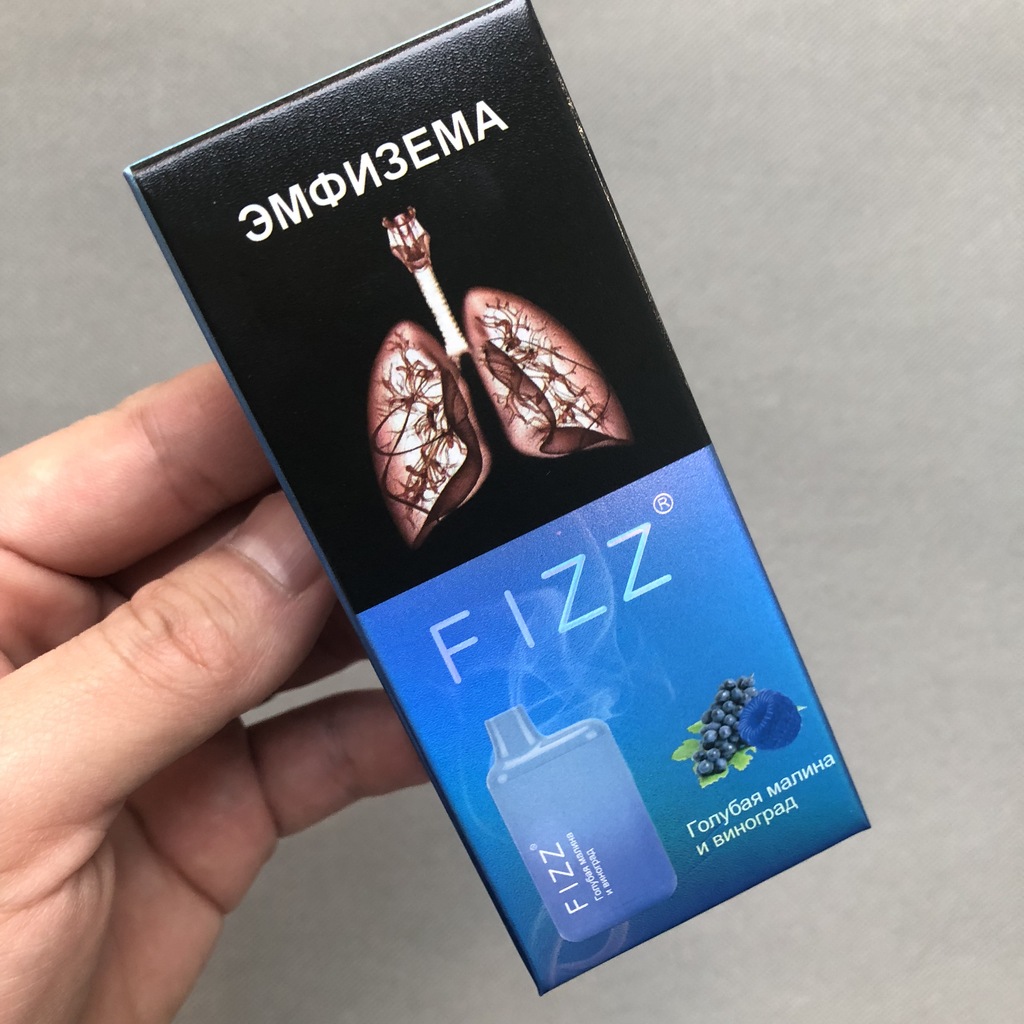 ЭМФИЗЕМА
FIZZ®
Голубая малина
и виноград
FIZZ®
Голубая малина
и виноград